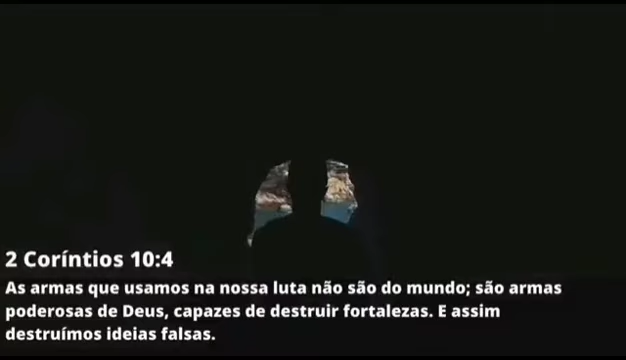 2 Coríntios 10:4
As armas que usamos na nossa luta não são do mundo; são armas
poderosas de Deus, capazes de destruir fortalezas. E assim
destruímos ideias falsas.